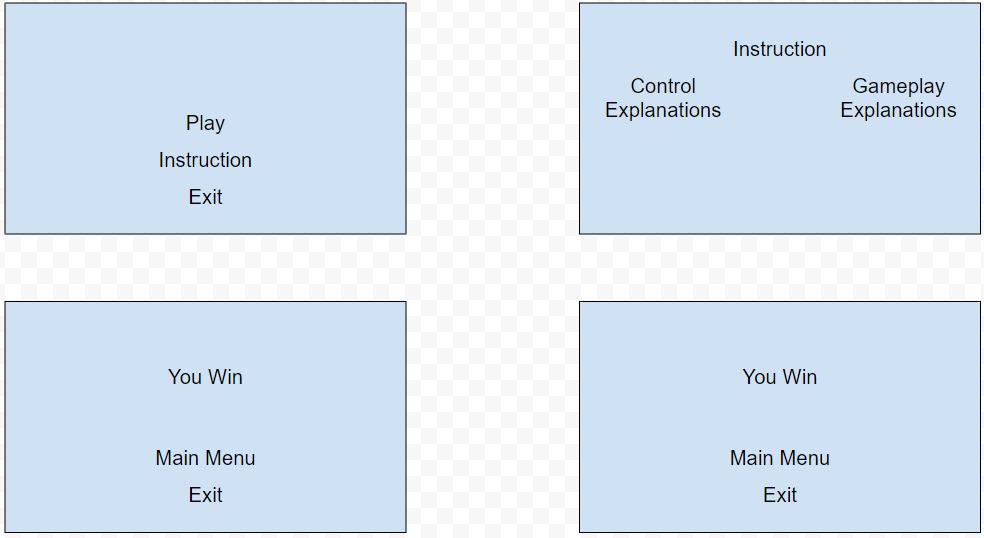 Play
Instruction
Exit
Instruction
Control
Explanations
Gameplay
Explanations
You Win
Main Menu
Exit
You Win
Main Menu
Exit